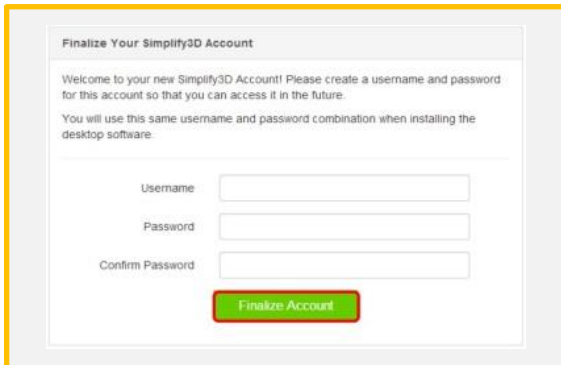 Finalize Your Simplify3D Account
Welcome to your new Simplify3D Account! Please create a username and password
for this account so that you can access it in the future.
You will use this same username and password combination when installing the
desktop software.
Username
Password
Confirm Password
Finalize Account